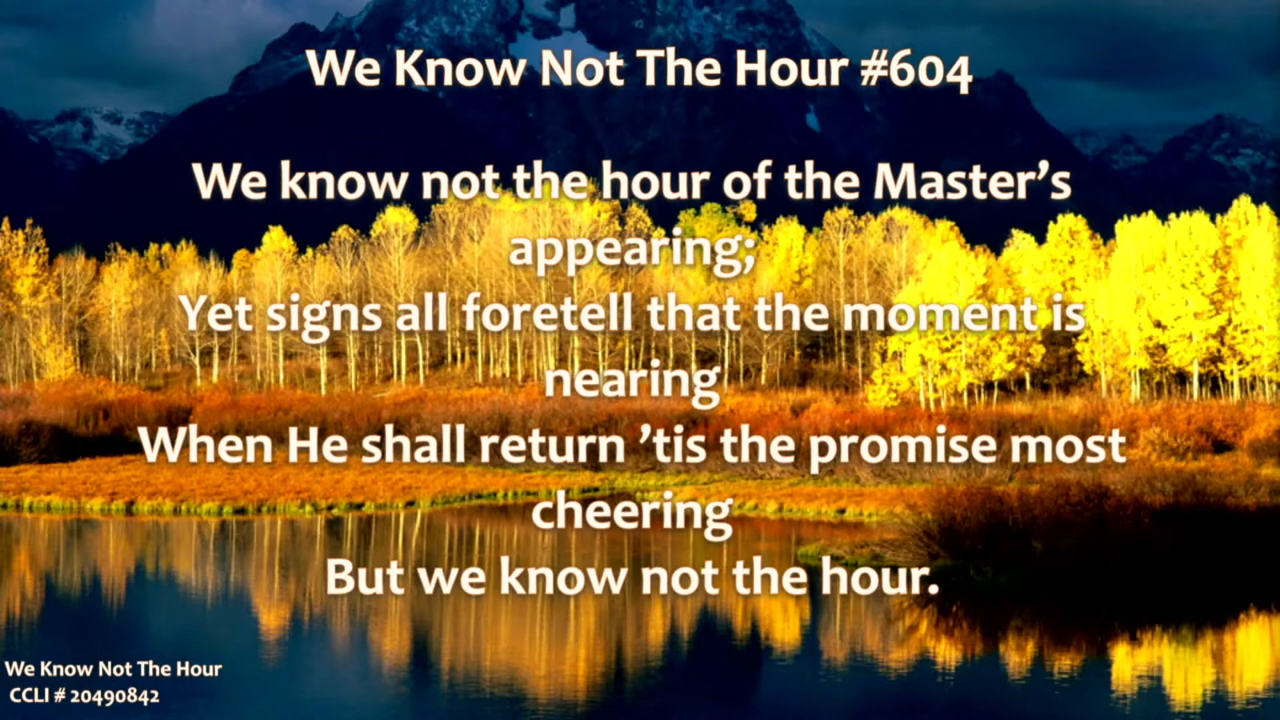 We Know Not The Hour #604
We know not the hour of the Master’s
appearing;
Yet signs all foretell that the moment is
nearing
When He shall return ’tis the promise most
cheering
But we know not the hour.
We Know Not The Hour
CCLI # 20490842